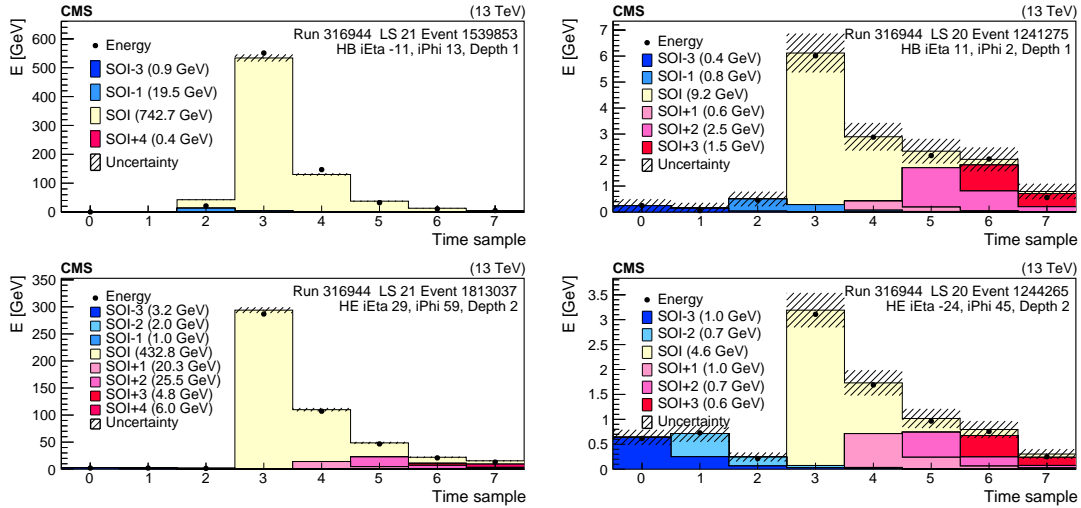 CMS (13 TeV)
E [GeV]
Run 316944 LS 21 Event 1539853
HB iEta -11, iPhi 13, Depth 1
Energy
SOI-3 (0.9 GeV)
SOI-1 (19.5 GeV)
SOI (742.7 GeV)
SOI+4 (0.4 GeV)
Uncertainty
600
500
400
300
200
100
0
0 1 2 3 4 5 6 7
Time sample
CMS (13 TeV)
E [GeV]
Run 316944 LS 20 Event 1241275
HB iEta 11, iPhi 2, Depth 1
Energy
SOI-3 (0.4 GeV)
SOI-1 (0.8 GeV)
SOI (9.2 GeV)
SOI+1 (0.6 GeV)
SOI+2 (2.5 GeV)
SOI+3 (1.5 GeV)
Uncertainty
7
6
5
4
3
2
1
0
0 1 2 3 4 5 6 7
Time sample
CMS (13 TeV)
E [GeV]
Run 316944 LS 21 Event 1813037
HE iEta 29, iPhi 59, Depth 2
Energy
SOI-3 (3.2 GeV)
SOI-2 (2.0 GeV)
SOI-1 (1.0 GeV)
SOI (432.8 GeV)
SOI+1 (20.3 GeV)
SOI+2 (25.5 GeV)
SOI+3 (4.8 GeV)
SOI+4 (6.0 GeV)
Uncertainty
350
300
250
200
150
100
50
0
0 1 2 3 4 5 6 7
Time sample
CMS (13 TeV)
E [GeV]
Run 316944 LS 20 Event 1244265
HE iEta -24, iPhi 45, Depth 2
Energy
SOI-3 (1.0 GeV)
SOI-2 (0.7 GeV)
SOI (4.6 GeV)
SOI+1 (1.0 GeV)
SOI+2 (0.7 GeV)
SOI+3 (0.6 GeV)
Uncertainty
3.5
3
2.5
2
1.5
1
0.5
0
0 1 2 3 4 5 6 7
Time sample